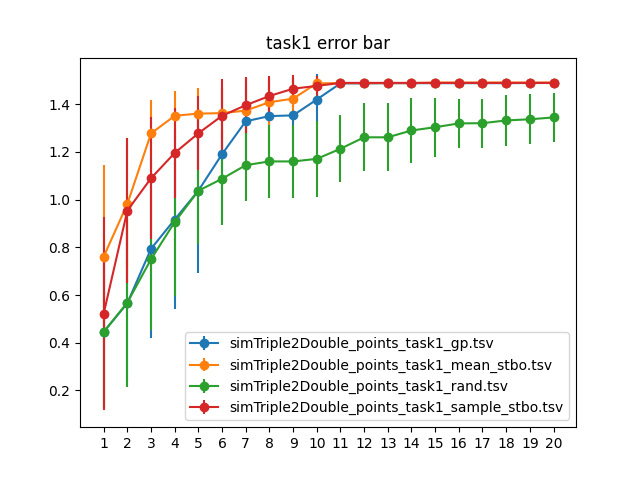 task1 error bar
1.4
1.2
1.0
0.8
0.6
0.4
0.2
simTriple2Double_points_task1_gp.tsv
simTriple2Double_points_task1_mean_stbo.tsv
simTriple2Double_points_task1_rand.tsv
simTriple2Double_points_task1_sample_stbo.tsv
1 2 3 4 5 6 7 8 9 10 11 12 13 14 15 16 17 18 19 20